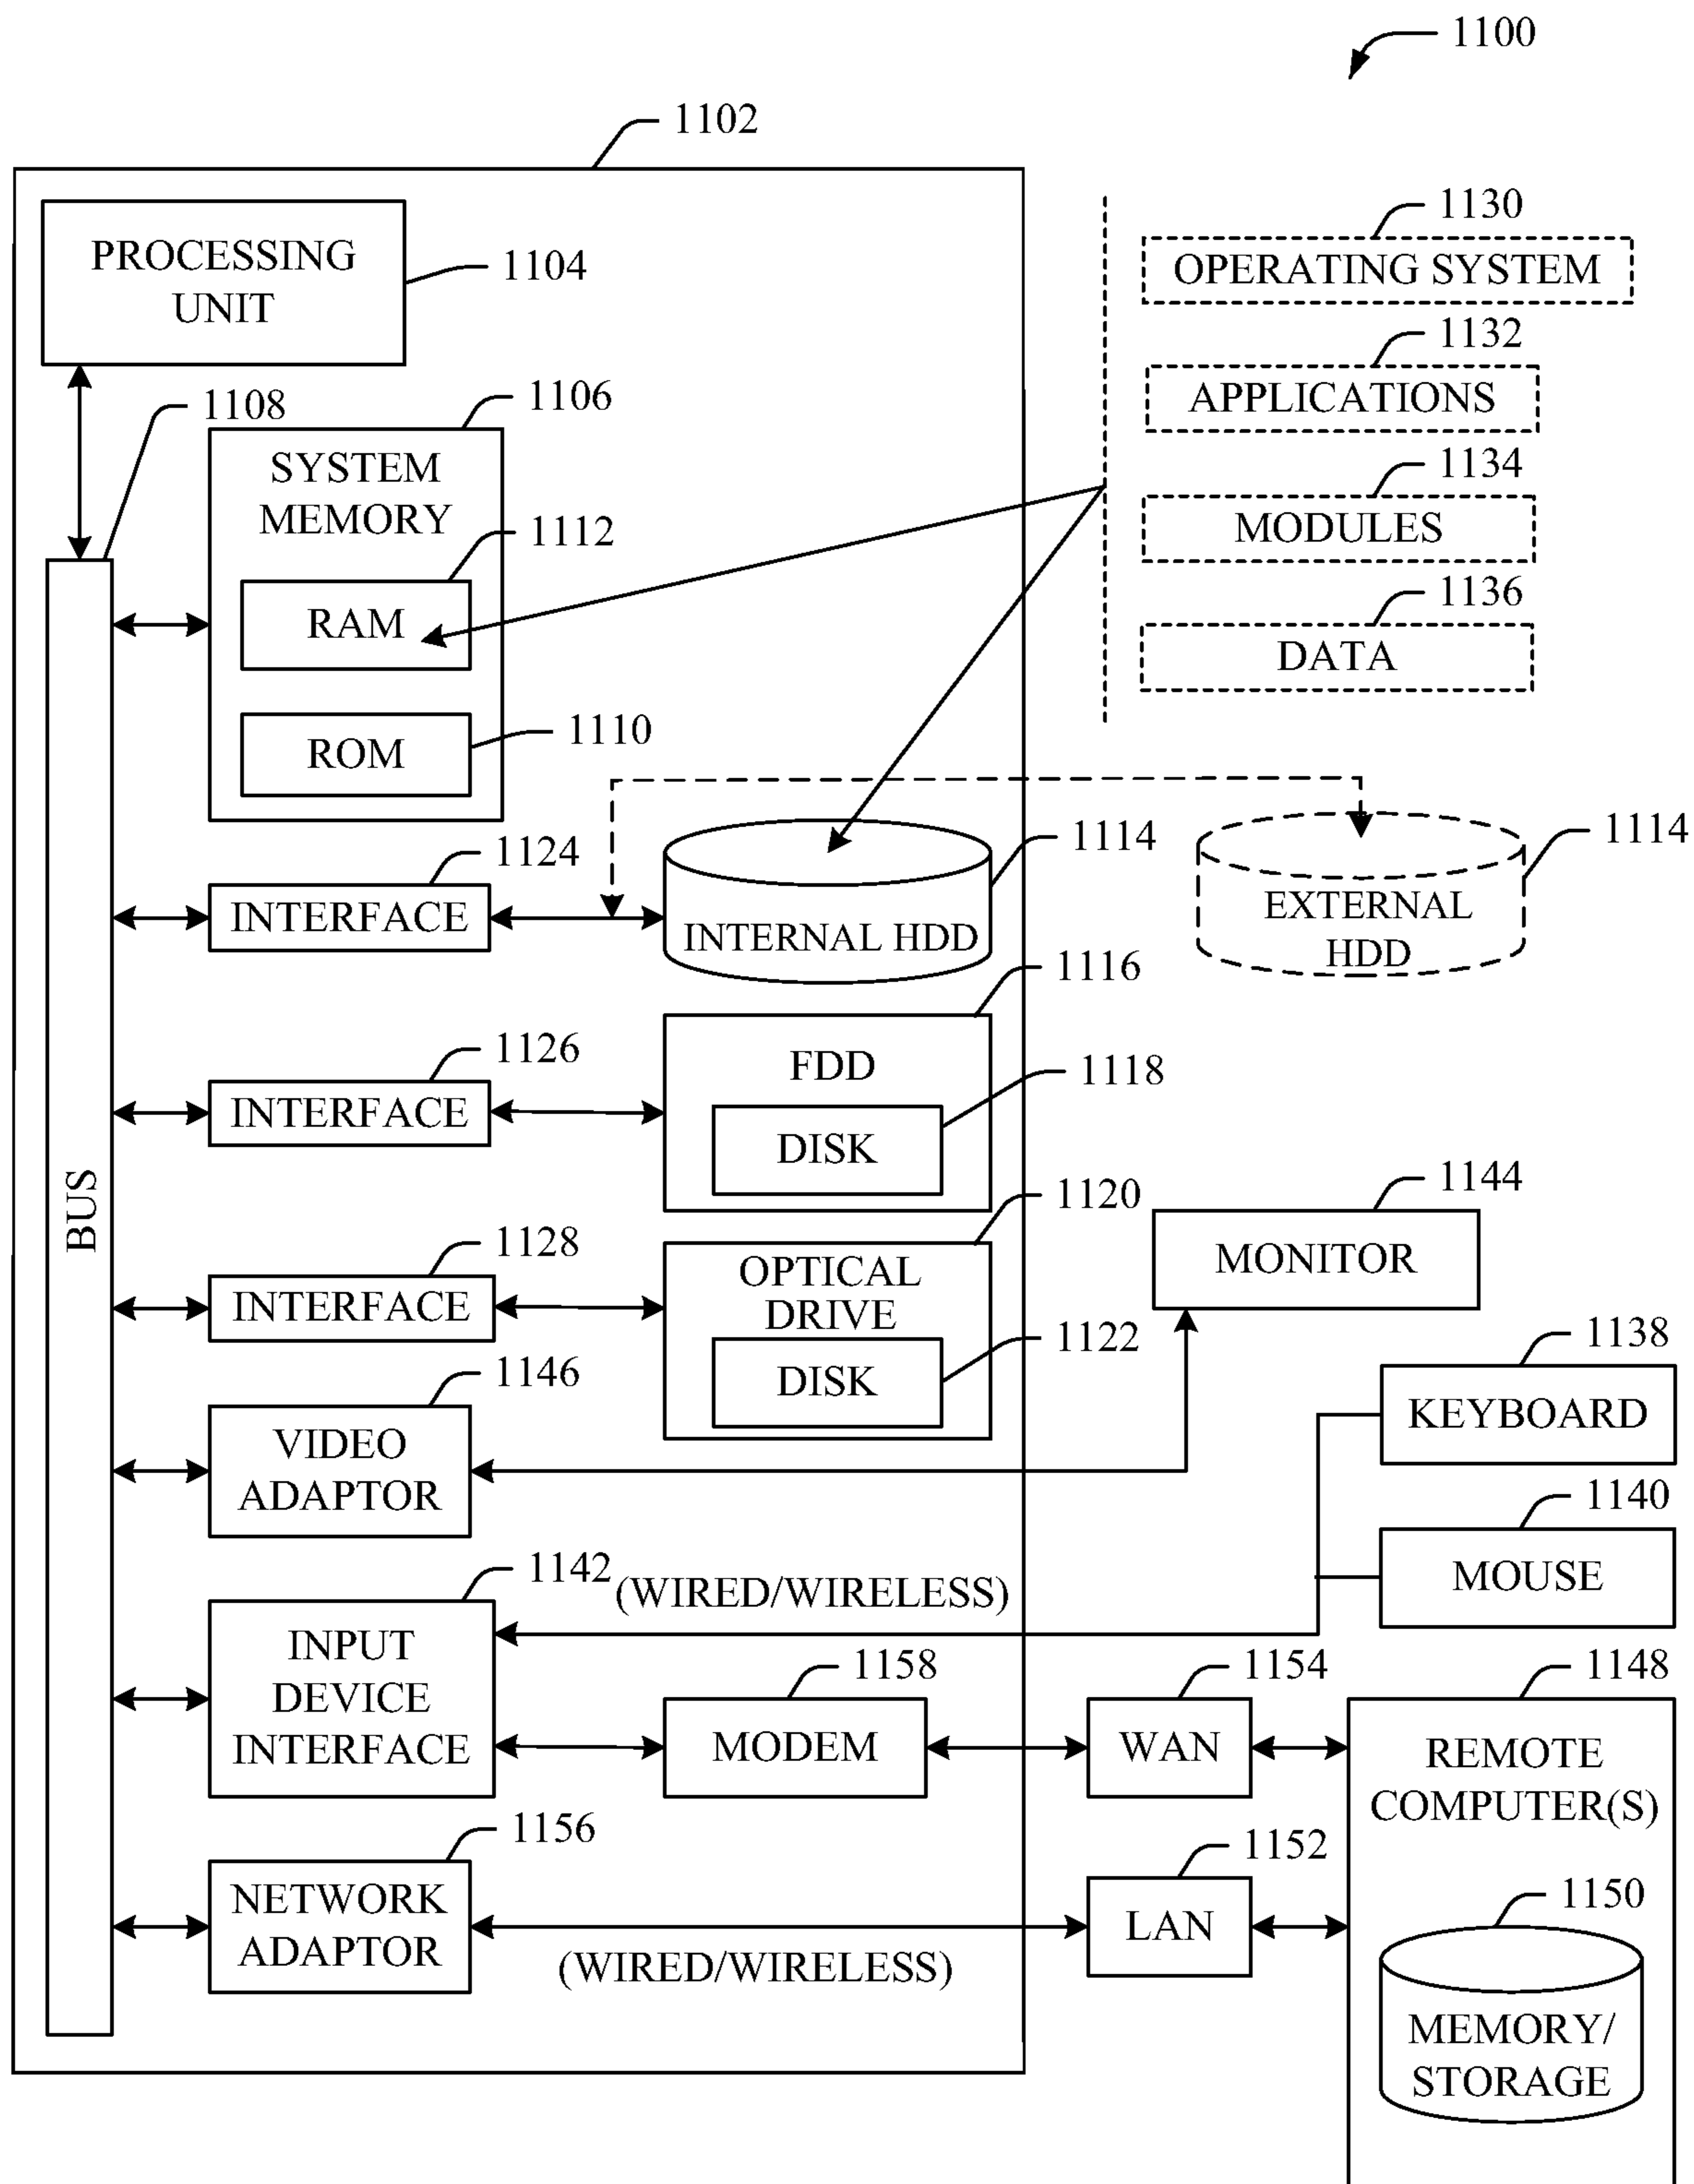 1100
1102
PROCESSING
UNIT
1104
1130
OPERATING SYSTEM
1132
APPLICATIONS
1134
MODULES
1136
DATA
1108
1106
SYSTEM
MEMORY
1112
RAM
1110
ROM
BUS
1124
INTERFACE
1114
INTERNAL HDD
1114
EXTERNAL
HDD
1126
INTERFACE
1116
FDD
1118
DISK
1128
INTERFACE
1120
OPTICAL
DRIVE
1122
DISK
1144
MONITOR
1146
VIDEO
ADAPTOR
1138
KEYBOARD
1140
MOUSE
1142
(WIRED/WIRELESS)
INPUT
DEVICE
INTERFACE
1158
MODEM
1154
WAN
1148
REMOTE
COMPUTER(S)
1156
NETWORK
ADAPTOR
(WIRED/WIRELESS)
1152
LAN
1150
MEMORY/
STORAGE